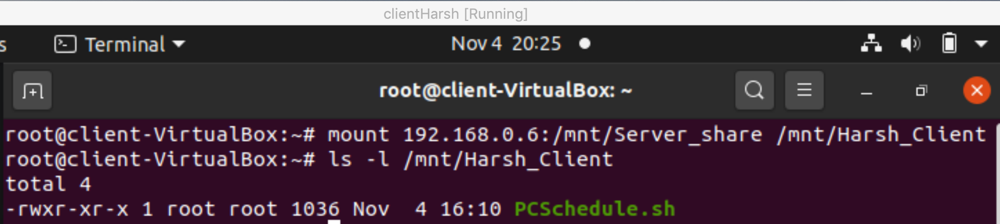 clientHarsh [Running]
s Terminal Nov 4 20:25
root@client-VirtualBox: ~
root@client-VirtualBox:~# mount 192.168.0.6:/mnt/Server_share /mnt/Harsh_Client
root@client-VirtualBox:~# ls -l /mnt/Harsh_Client
total 4
-rwxr-xr-x 1 root root 1036 Nov  4 16:10 PCSchedule.sh